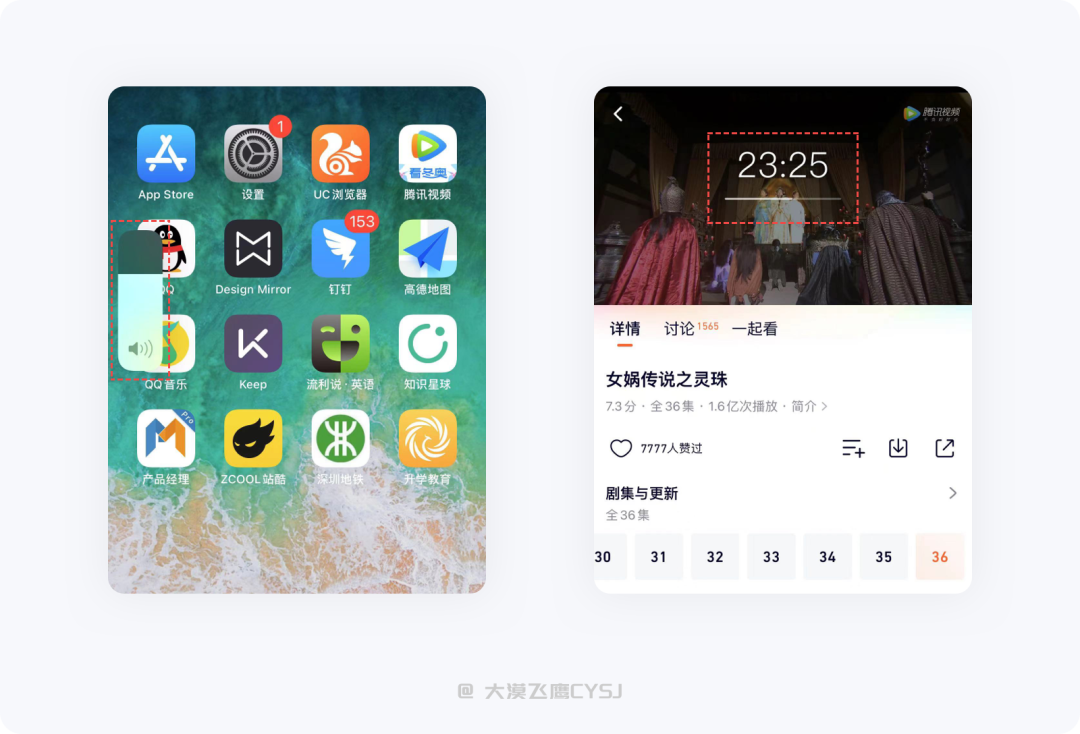 1
App Store
设置
UC浏览器
看冬奥
腾讯视频
153
QQ
Design Mirror
钉钉
高德地图
QQ音乐
Keep
流利说·英语
知识星球
Pro
产品经理
ZCOOL站酷
深圳地铁
升学教育
腾讯视频
23:25
详情 讨论 1565 一起看
女娲传说之灵珠
7.3分 · 全36集 · 1.6亿次播放 · 简介 >
7777人赞过
剧集与更新
全36集
30 31 32 33 34 35 36
@ 大漠飞鹰CYSJ